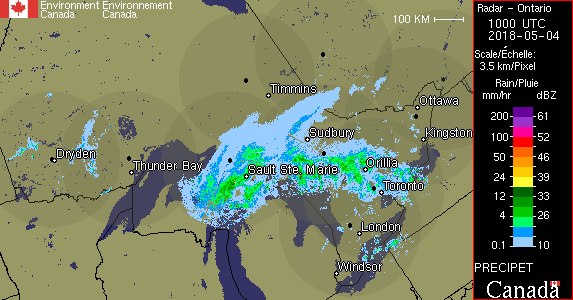 Environment Environnement
Canada Canada
100 KM
Timmins
Ottawa
Sudbury
Kingston
Dryden
Thunder Bay
Sault Ste. Marie
Orillia
Toronto
London
Windsor
Radar - Ontario
1000 UTC
2018-05-04
Scale/Échelle:
3.5 km/Pixel
Rain/Pluie
mm/hr dBZ
200 61
100 52
50 46
24 39
12 33
4 26
0.1 10
PRECIPET
Canada